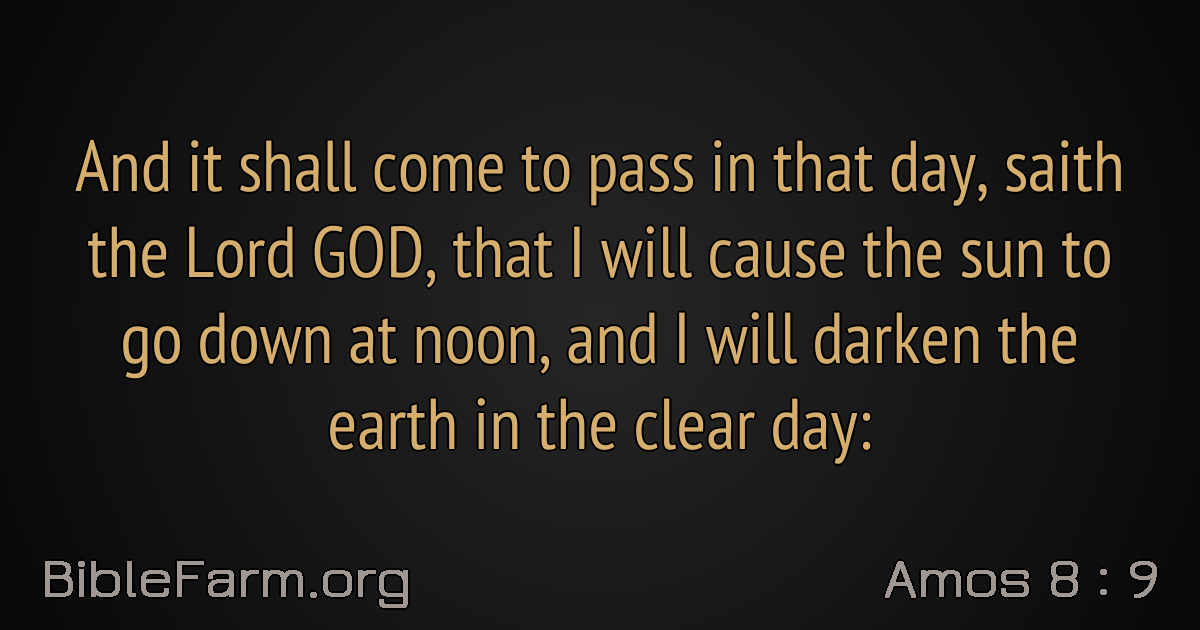 And it shall come to pass in that day, saith
the Lord GOD, that I will cause the sun to
go down at noon, and I will darken the
earth in the clear day:
BibleFarm.org
Amos 8 : 9